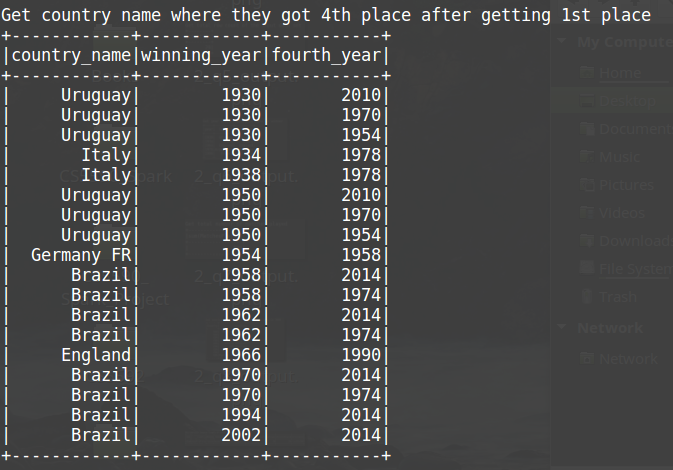 Get country name where they got 4th place after getting 1st place
+------------+------------+-----------+
|country_name|winning_year|fourth_year|
+------------+------------+-----------+
|     Uruguay|        1930|       2010|
|     Uruguay|        1930|       1970|
|     Uruguay|        1930|       1954|
|       Italy|        1934|       1978|
|       Italy|        1938|       1978|
|     Uruguay|        1950|       2010|
|     Uruguay|        1950|       1970|
|     Uruguay|        1950|       1954|
|  Germany FR|        1954|       1958|
|      Brazil|        1958|       2014|
|      Brazil|        1958|       1974|
|      Brazil|        1962|       2014|
|      Brazil|        1962|       1974|
|     England|        1966|       1990|
|      Brazil|        1970|       2014|
|      Brazil|        1970|       1974|
|      Brazil|        1994|       2014|
|      Brazil|        2002|       2014|
+------------+------------+-----------+
My Compute
Home
Desktop
Document
Music
Pictures
Videos
Download
File System
Trash
Network
Network